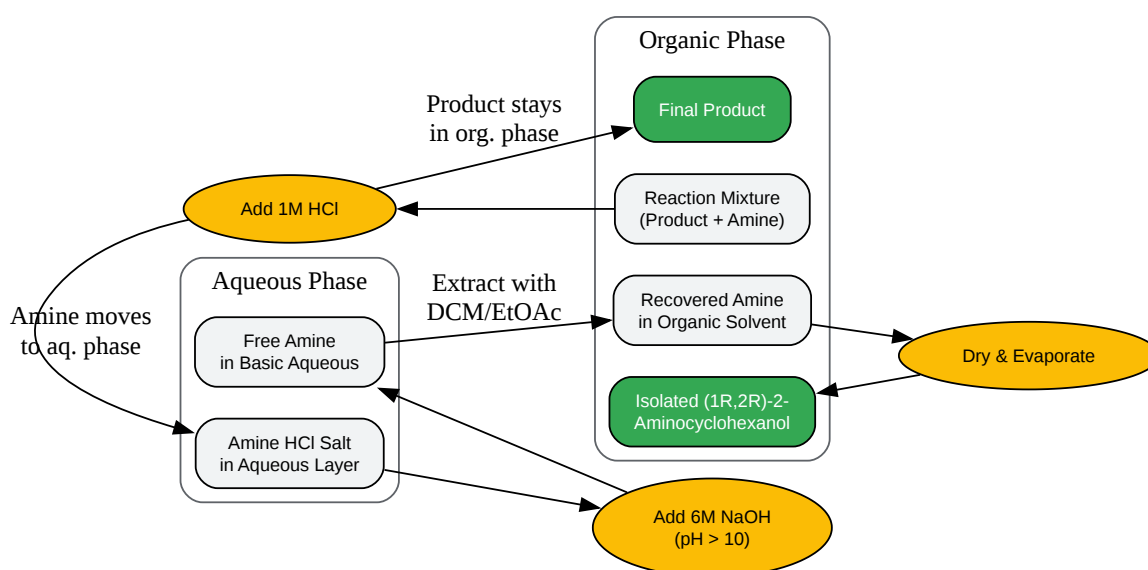 Organic Phase
Final Product
Product stays
in org. phase
Add 1M HCl
Reaction Mixture
(Product + Amine)
Aqueous Phase
Extract with
DCM/EtOAc
Recovered Amine
in Organic Solvent
Amine moves
to aq. phase
Free Amine
in Basic Aqueous
Dry & Evaporate
Isolated (1R,2R)-2-
Aminocyclohexanol
Amine HCl Salt
in Aqueous Layer
Add 6M NaOH
(pH > 10)